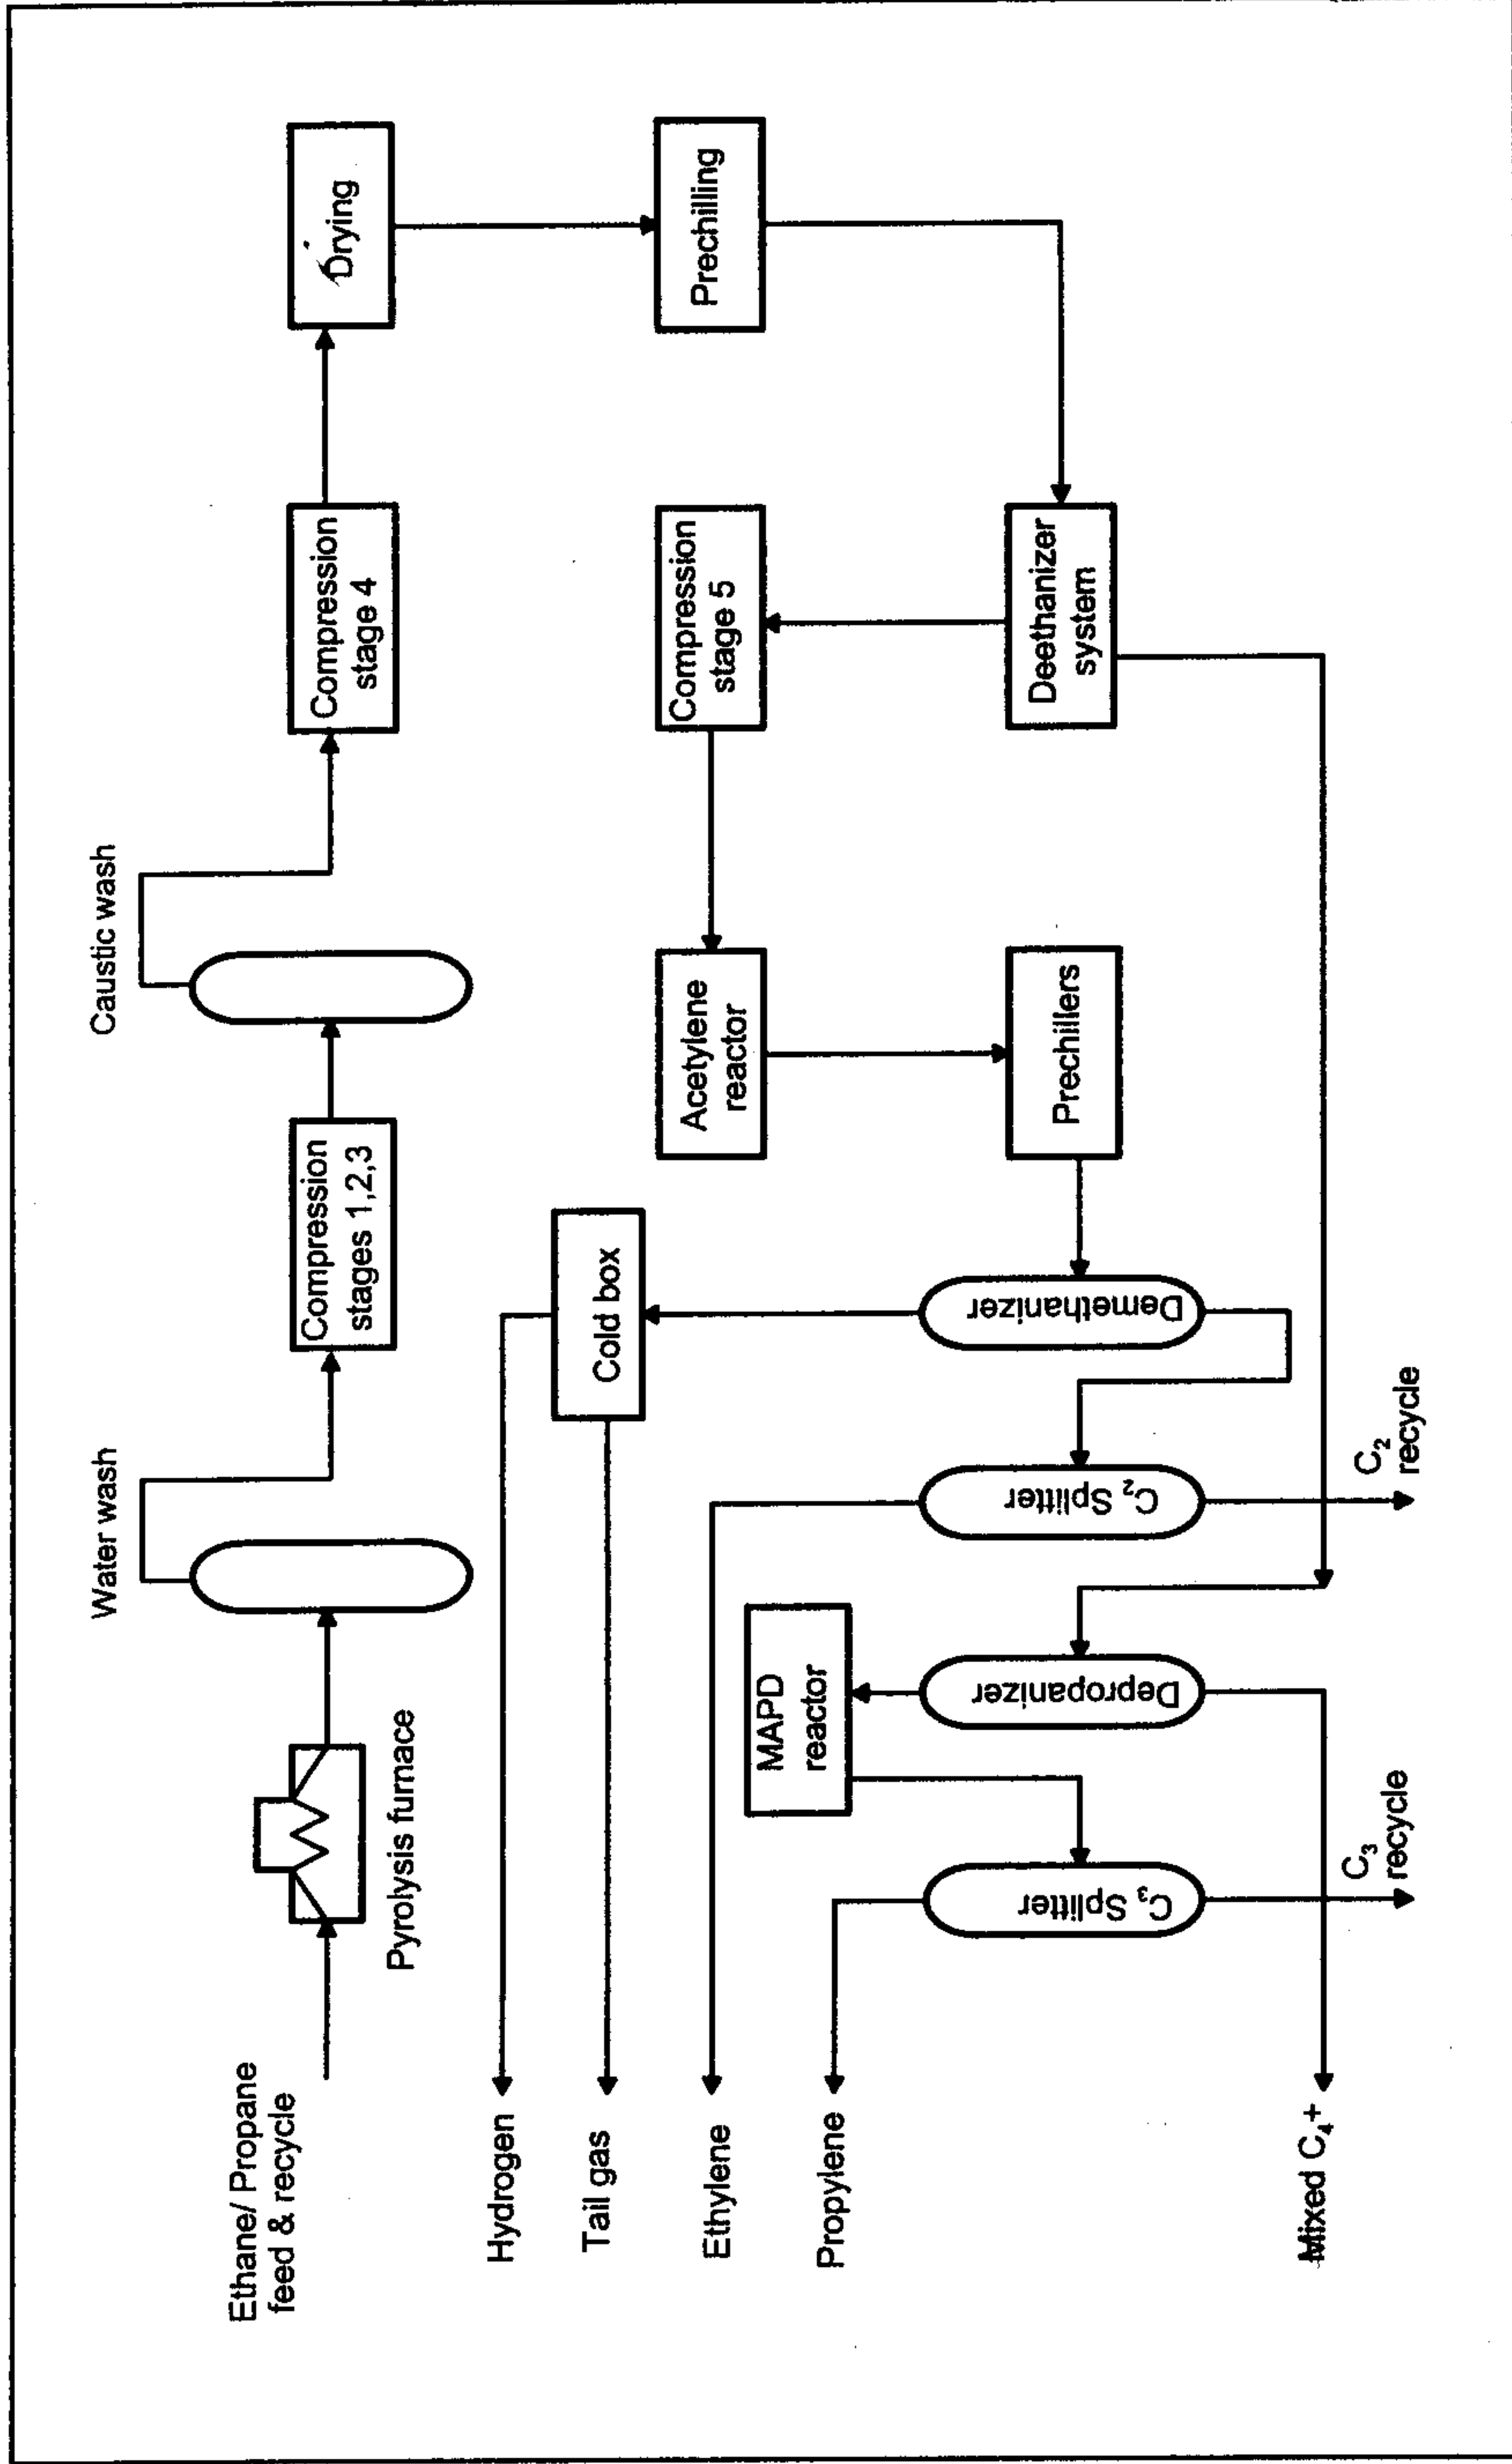 Ethane/ Propane
feed & recycle
Pyrolysis furnace
Water wash
Compression
stages 1,2,3
Caustic wash
Compression
stage 4
Drying
Hydrogen
Tail gas
Cold box
Acetylene
reactor
Compression
stage 5
Prechilling
Ethylene
Propylene
MAPD
reactor
C₃ Splitter
Depropanizer
C₂ Splitter
Demethanizer
Prechillers
Deethanizer
system
Mixed C₄+
C₃
recycle
C₂
recycle